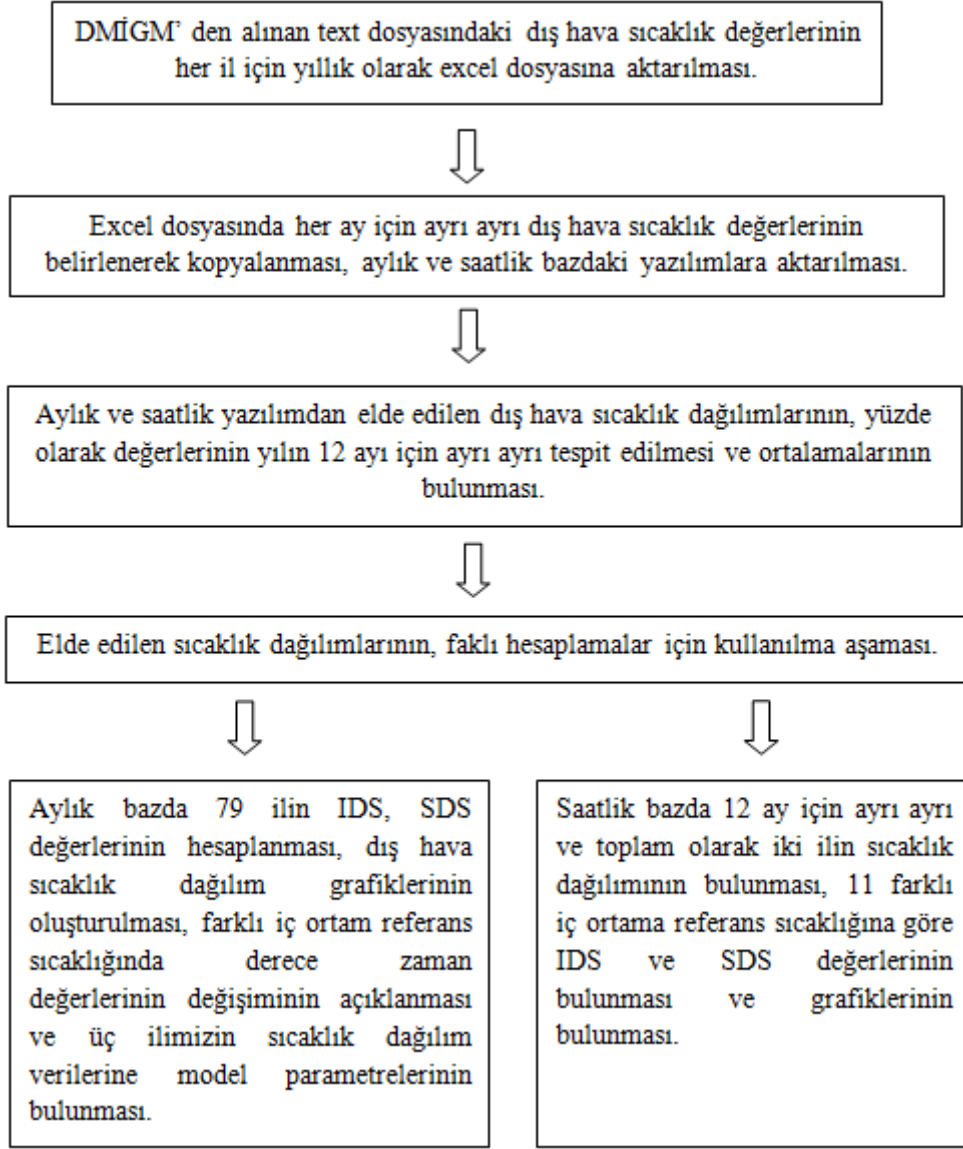 DMİGM’ den alınan text dosyasındaki dış hava sıcaklık değerlerinin
her il için yıllık olarak excel dosyasına aktarılması.
Excel dosyasında her ay için ayrı ayrı dış hava sıcaklık değerlerinin
belirlenerek kopyalanması, aylık ve saatlik bazdaki yazılımlara aktarılması.
Aylık ve saatlik yazılımdan elde edilen dış hava sıcaklık dağılımlarının, yüzde
olarak değerlerinin yılın 12 ayı için ayrı ayrı tespit edilmesi ve ortalamalarının
bulunması.
Elde edilen sıcaklık dağılımlarının, faklı hesaplamalar için kullanılma aşaması.
Aylık bazda 79 ilin IDS, SDS
değerlerinin hesaplanması, dış hava
sıcaklık dağılım grafiklerinin
oluşturulması, farklı iç ortam referans
sıcaklığında derece zaman
değerlerinin değişiminin açıklanması
ve üç ilimizin sıcaklık dağılım
verilerine model parametrelerinin
bulunması.
Saatlik bazda 12 ay için ayrı ayrı
ve toplam olarak iki ilin sıcaklık
dağılımının bulunması, 11 farklı
iç ortama referans sıcaklığına göre
IDS ve SDS değerlerinin
bulunması ve grafiklerinin
bulunması.